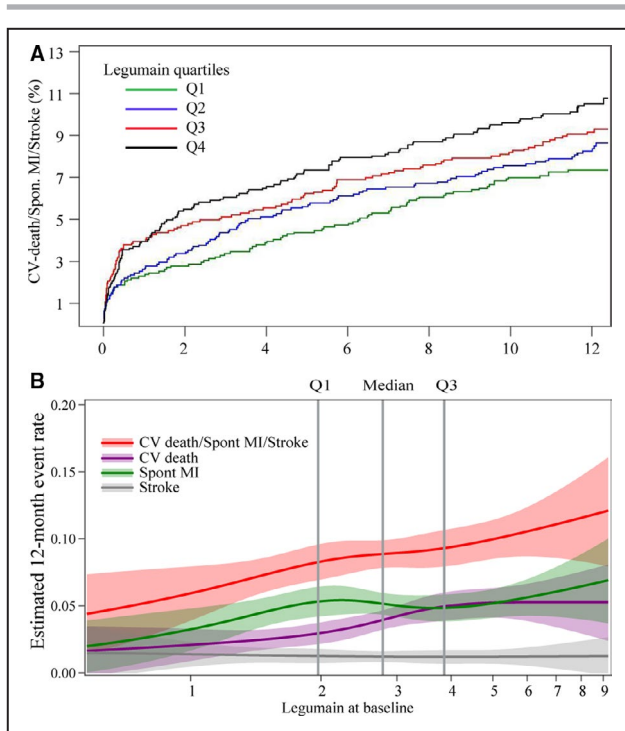 A
CV-death/Spon. MI/Stroke (%)
13
11
9
7
5
3
1
Legumain quartiles
Q1
Q2
Q3
Q4
0 2 4 6 8 10 12
B
Q1 Median Q3
Estimated 12-month event rate
0.20
0.15
0.10
0.05
0.00
CV death/Spont MI/Stroke
CV death
Spont MI
Stroke
1 2 3 4 5 6 7 8 9
Legumain at baseline